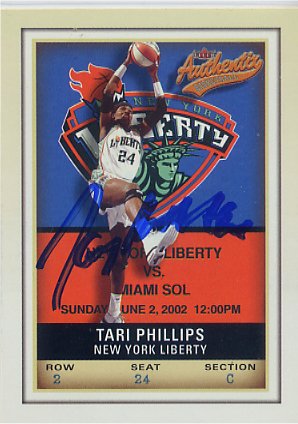 Fleer
Authentix
NEW YORK
LIBERTY
LIBERTY
24
NEW YORK LIBERTY
VS.
MIAMI SOL
SUNDAY JUNE 2, 2002 12:00PM
TARI PHILLIPS
NEW YORK LIBERTY
ROW SEAT SECTION
2 24 C